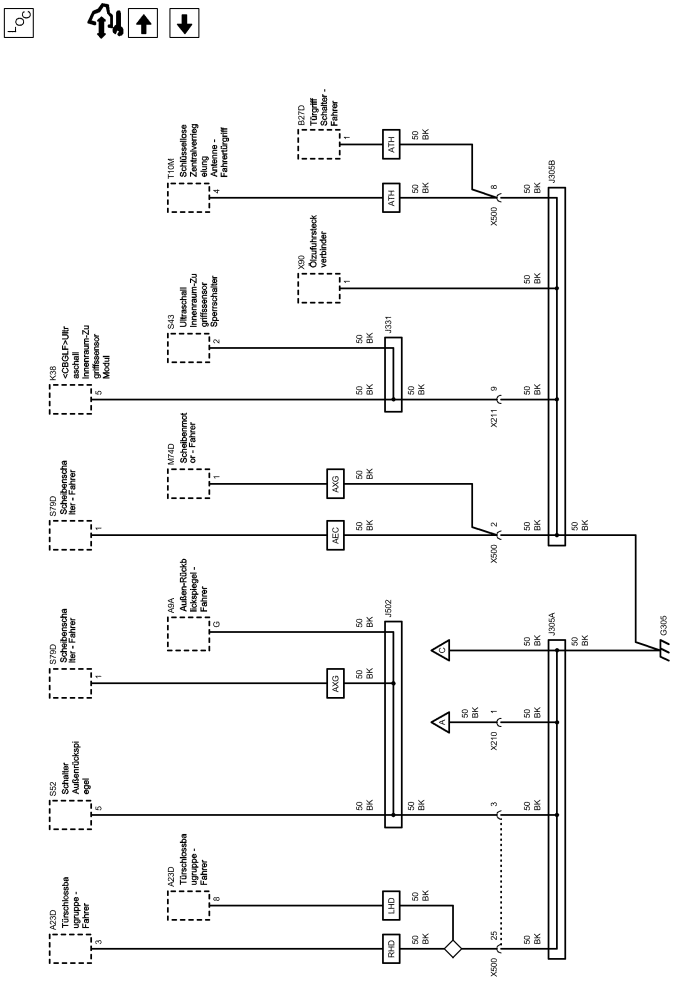 LOC
A23D
Türschlossba
ugruppe -
Fahrer
3
RHD
50
BK
25
X500
50
BK
A23D
Türschlossba
ugruppe -
Fahrer
8
LHD
50
BK
S52
Schalter
Außenrückspi
egel
5
50
BK
50
BK
3
50
BK
S79D
Scheibenscha
lter - Fahrer
1
AXG
50
BK
A9A
Außen-Rückb
lickspiegel -
Fahrer
G
50
BK
J502
A
50
BK
1
X210
50
BK
C
50
BK
J305A
50
BK
G305
S79D
Scheibenscha
lter - Fahrer
1
AEC
50
BK
2
X500
50
BK
50
BK
M74D
Scheibenmot
or - Fahrer
1
AXG
50
BK
K38
<CBGLF>Ultr
aschall
Innenraum-Zu
griffssensor
Modul
5
50
BK
50
BK
9
X211
50
BK
S43
Ultraschall
Innenraum-Zu
griffssensor
Sperrschalter
2
50
BK
J331
X90
Ölzufuhrsteck
verbinder
1
50
BK
T10M
Schlüssellose
Zentralverrieg
elung
Antenne -
Fahrertürgriff
4
ATH
50
BK
8
X500
50
BK
J305B
B27D
Türgriff
Schalter -
Fahrer
1
ATH
50
BK